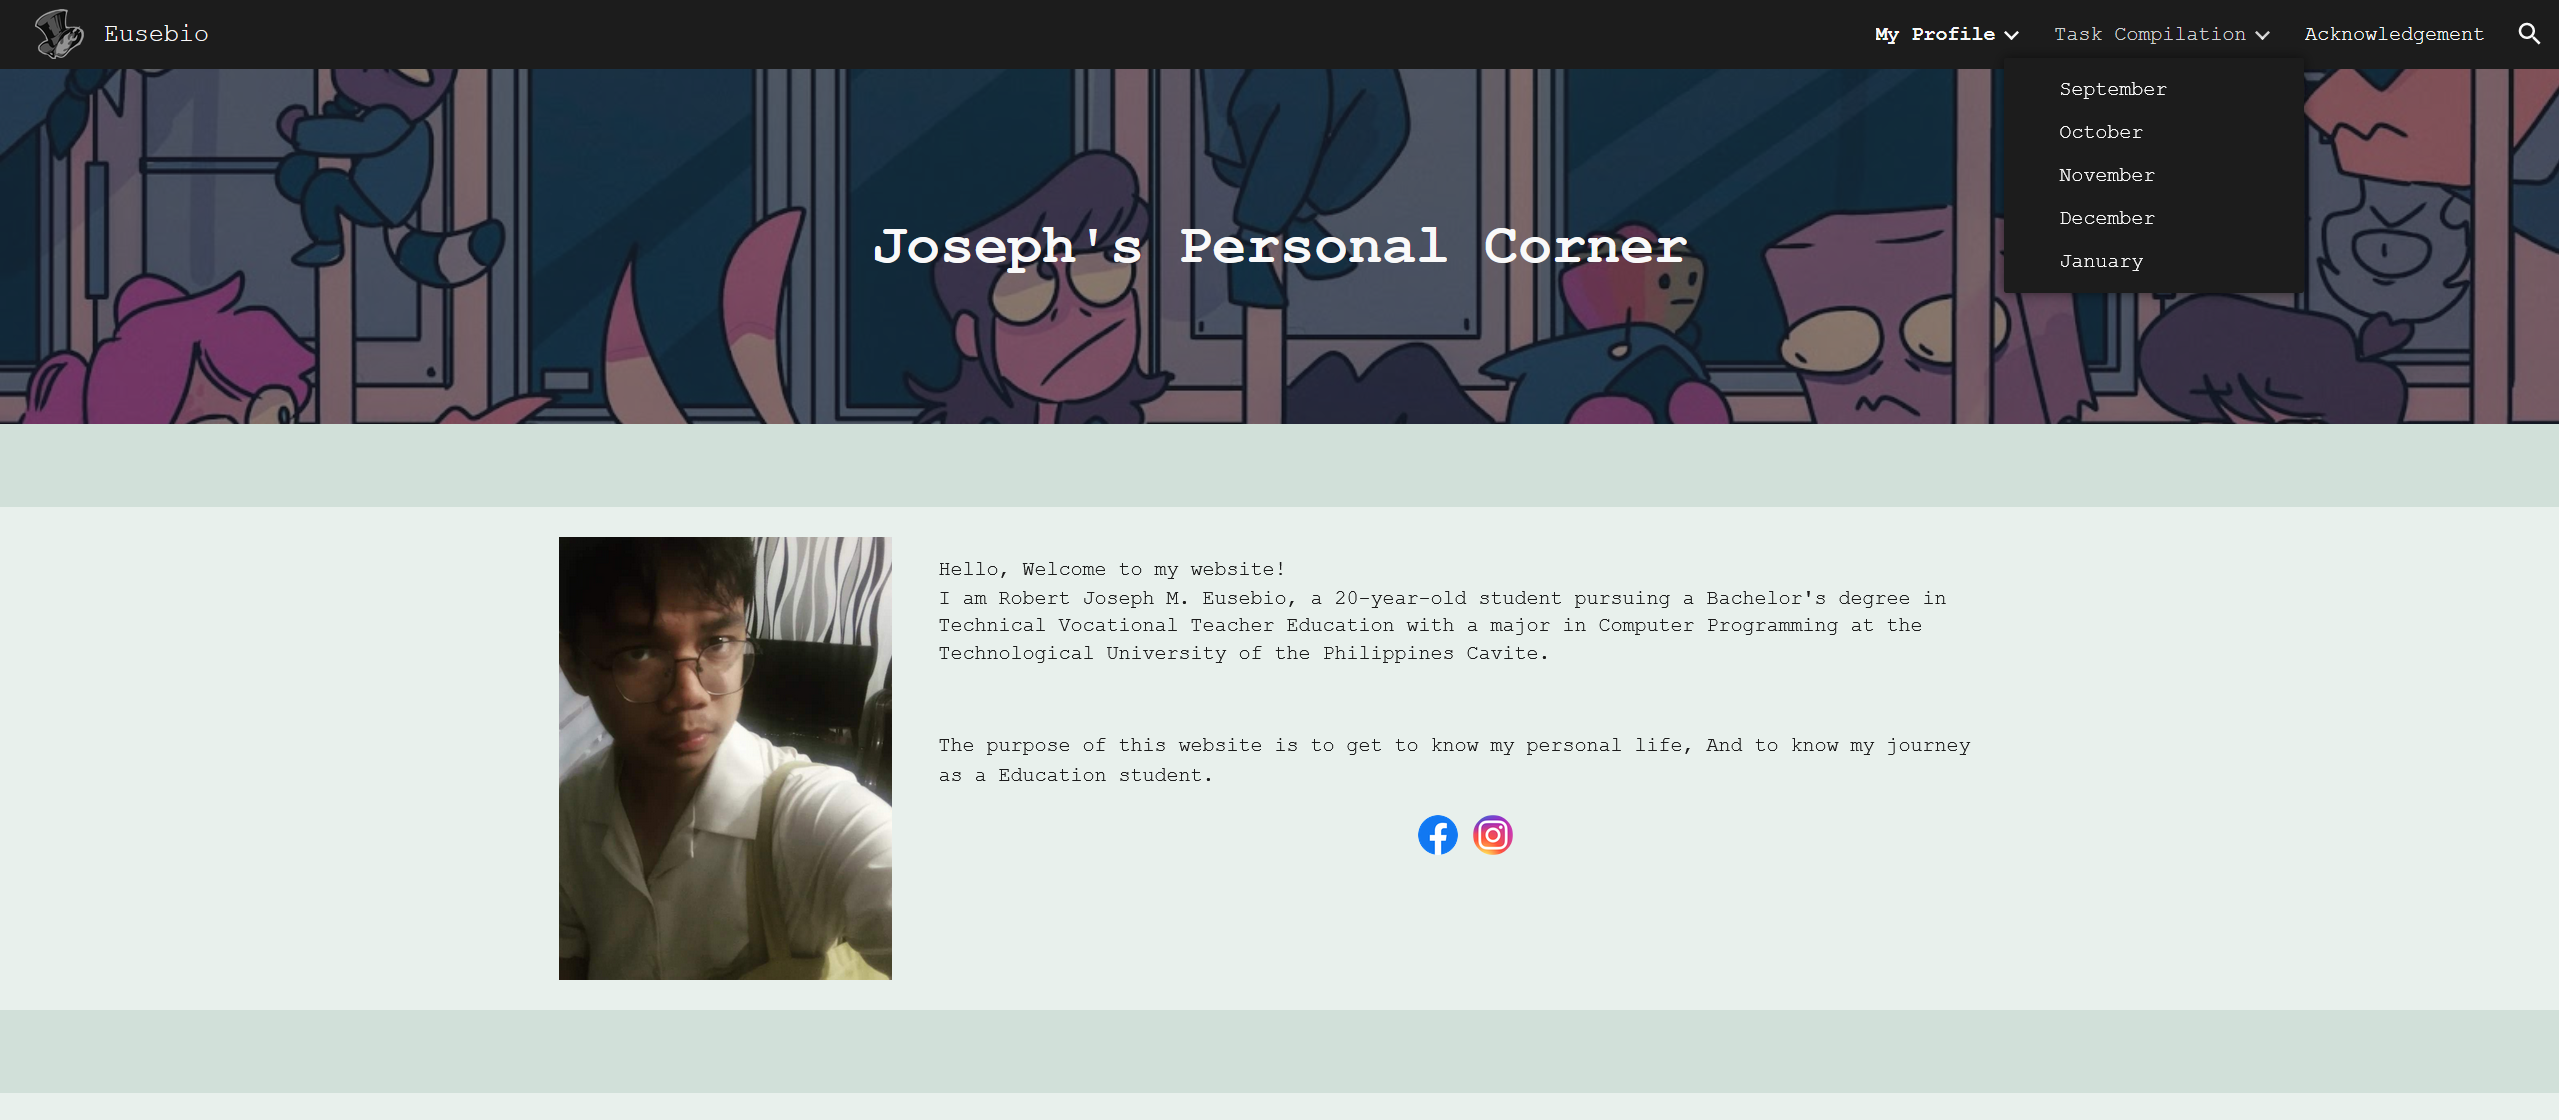 Eusebio
My Profile
Task Compilation
Acknowledgement
September
October
November
December
January
Joseph's Personal Corner
Hello, Welcome to my website!
I am Robert Joseph M. Eusebio, a 20-year-old student pursuing a Bachelor's degree in
Technical Vocational Teacher Education with a major in Computer Programming at the
Technological University of the Philippines Cavite.
The purpose of this website is to get to know my personal life, And to know my journey
as a Education student.